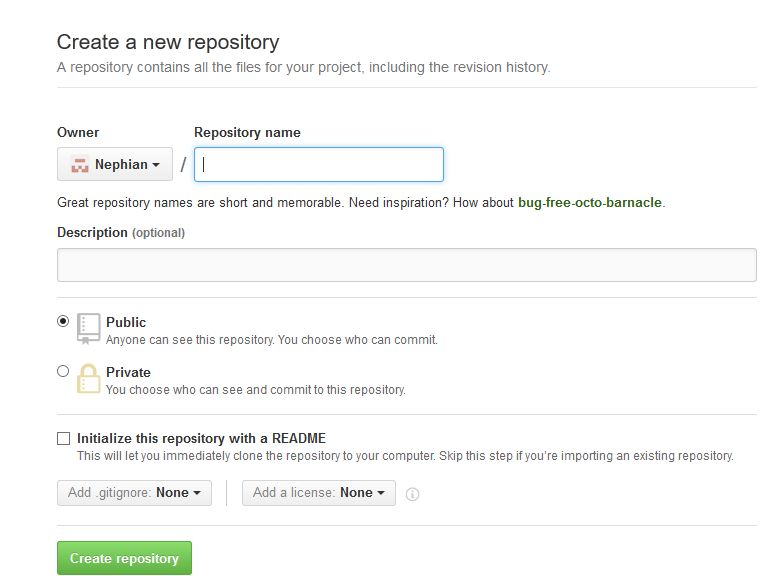 Create a new repository
A repository contains all the files for your project, including the revision history.
Owner Repository name
Nephian /
Great repository names are short and memorable. Need inspiration? How about bug-free-octo-barnacle.
Description (optional)
Public
Anyone can see this repository. You choose who can commit.
Private
You choose who can see and commit to this repository.
Initialize this repository with a README
This will let you immediately clone the repository to your computer. Skip this step if you’re importing an existing repository.
Add .gitignore: None Add a license: None
Create repository